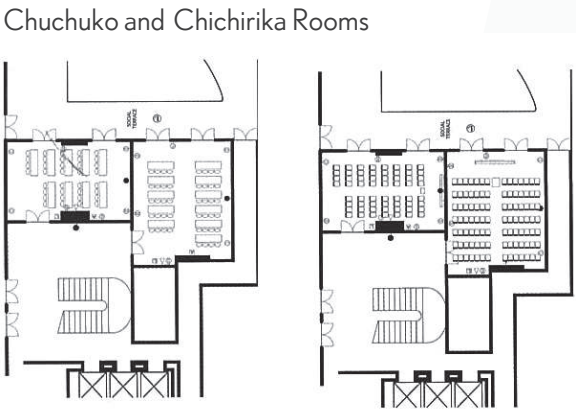 Chuchuko and Chichirika Rooms
SOCIAL
TERRACE
SOCIAL
TERRACE